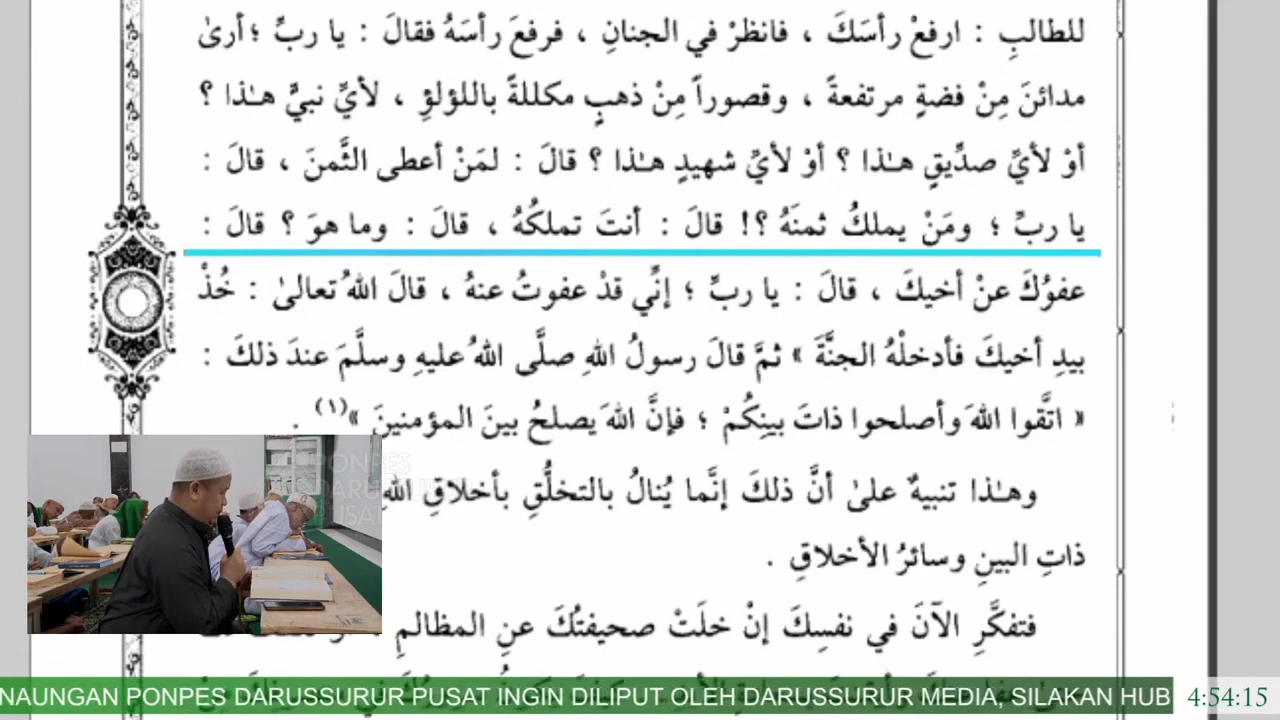 للطالبِ : ارفعْ رأسَكَ ، فانظرْ في الجنانِ ، فرفعَ رأسَهُ فقالَ : يا ربِّ ؛ أرىٰ
مدائنَ مِنْ فضةٍ مرتفعةً ، وقصوراً مِنْ ذهبٍ مكللةً باللؤلؤِ ، لأيِّ نبيٍّ هـٰذا ؟
أوْ لأيِّ صدِّيقٍ هـٰذا ؟ أوْ لأيِّ شهيدٍ هـٰذا ؟ قالَ : لمَنْ أعطى الثَّمنَ ، قالَ :
يا ربِّ ؛ ومَنْ يملكُ ثمنَهُ ؟! قالَ : أنتَ تملكُهُ ، قالَ : وما هوَ ؟ قالَ :
عفوُكَ عنْ أخيكَ ، قالَ : يا ربِّ ؛ إنِّي قدْ عفوتُ عنهُ ، قالَ اللهُ تعالىٰ : خُذْ
بيدِ أخيكَ فأدخلْهُ الجنَّةَ » ثمَّ قالَ رسولُ اللهِ صلَّى اللهُ عليهِ وسلَّمَ عندَ ذلكَ :
« اتَّقوا اللهَ وأصلحوا ذاتَ بينِكُمْ ؛ فإنَّ اللهَ يصلحُ بينَ المؤمنينَ »(١) .
وهـٰذا تنبيهٌ علىٰ أنَّ ذلكَ إنَّما يُنالُ بالتخلُّقِ بأخلاقِ اللهِ
ذاتِ البينِ وسائرُ الأخلاقِ .
فتفكَّرِ الآنَ في نفسِكَ إنْ خلَتْ صحيفتُكَ عنِ المظالمِ
PONPES
DARUSSURUR
PUSAT
NAUNGAN PONPES DARUSSURUR PUSAT INGIN DILIPUT OLEH DARUSSURUR MEDIA, SILAKAN HUB
4:54:15